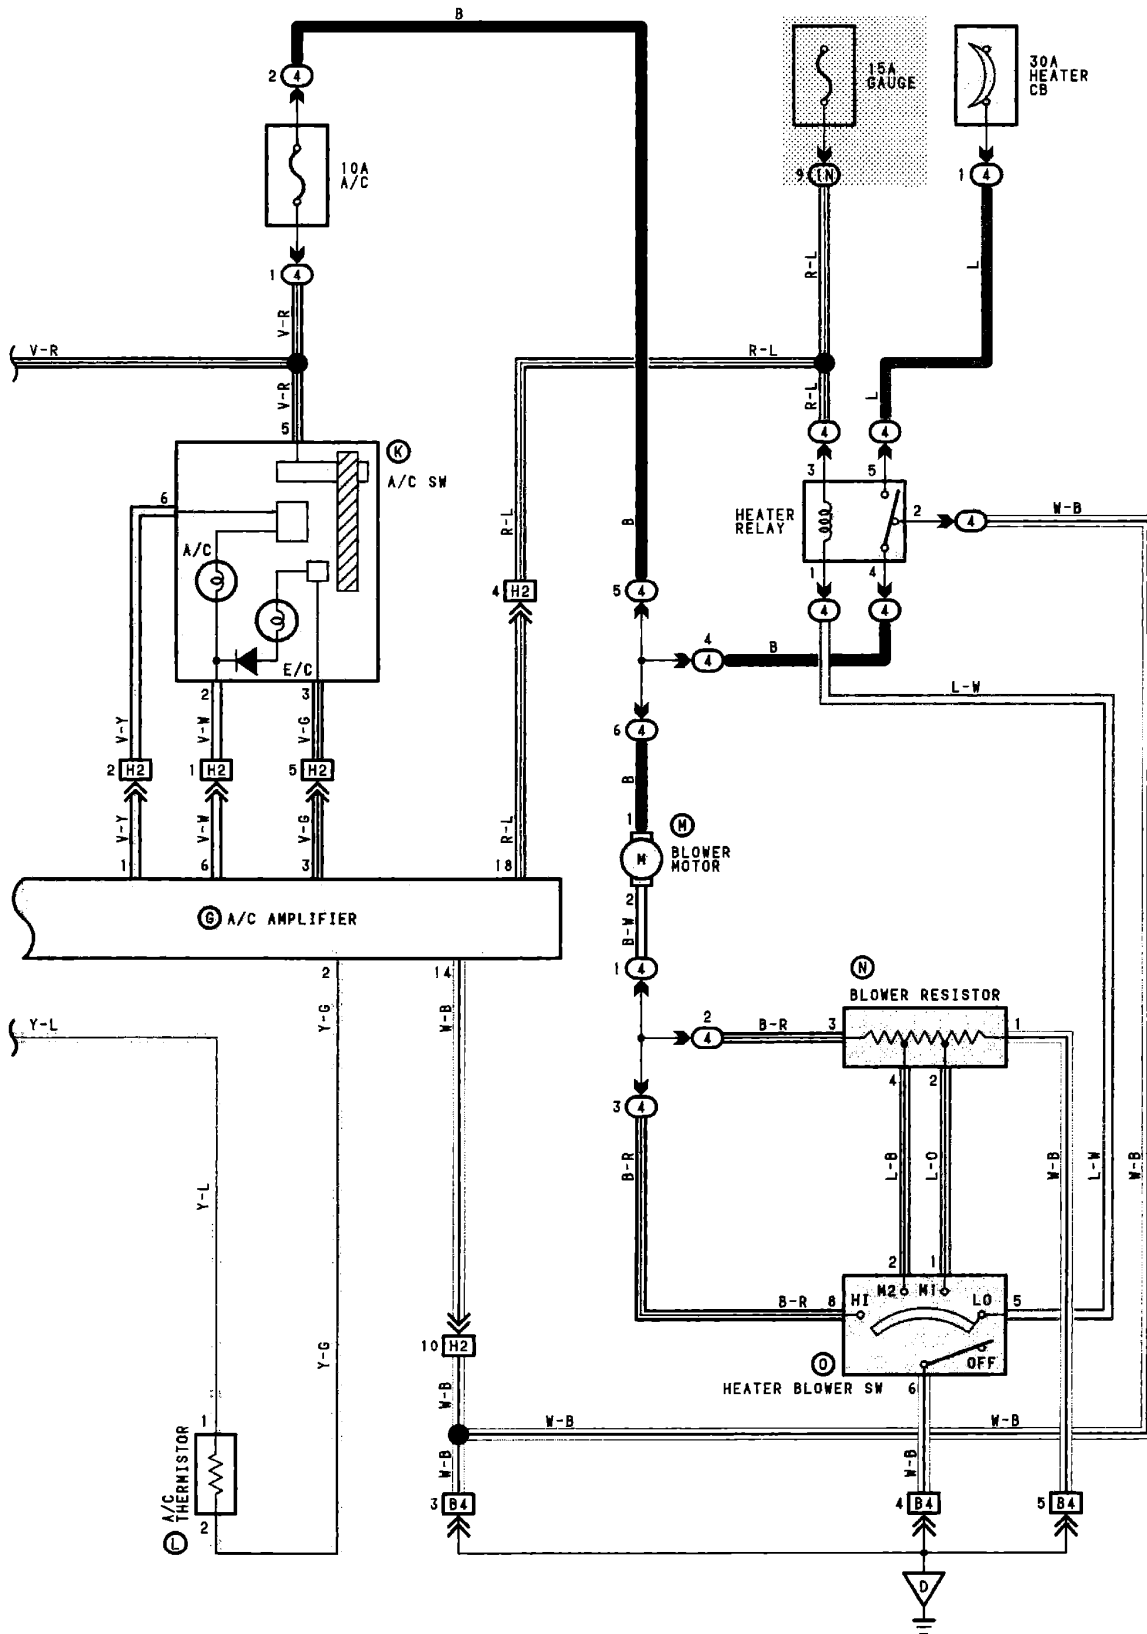 B
2 4
15A
GAUGE
30A
HEATER
CB
10A
A/C
9 1N
1 4
R-L
L
1 4
V-R
V-R
R-L
V-R
R-L
L
5
K
A/C SW
4
4
3
5
6
HEATER
RELAY
2
4
W-B
R-L
B
A/C
1
4
4 H2
5 4
4
4
4
4
B
E/C
2
3
L-W
V-Y
V-W
V-G
6 4
2 H2
1 H2
5 H2
B
V-Y
V-W
V-G
R-L
1
M
BLOWER
MOTOR
M
1
6
3
18
2
G A/C AMPLIFIER
B-W
2
14
1 4
N
BLOWER RESISTOR
Y-L
Y-G
W-B
2
4
B-R
3
1
4
2
3 4
B-R
L-B
L-O
W-B
L-W
W-B
Y-L
2
1
M2
M1
B-R
8
HI
LO
5
Y-G
10 H2
O
OFF
HEATER BLOWER SW
6
W-B
W-B
W-B
1
A/C
THERMISTOR
W-B
W-B
3 B4
4 B4
5 B4
2
L
D